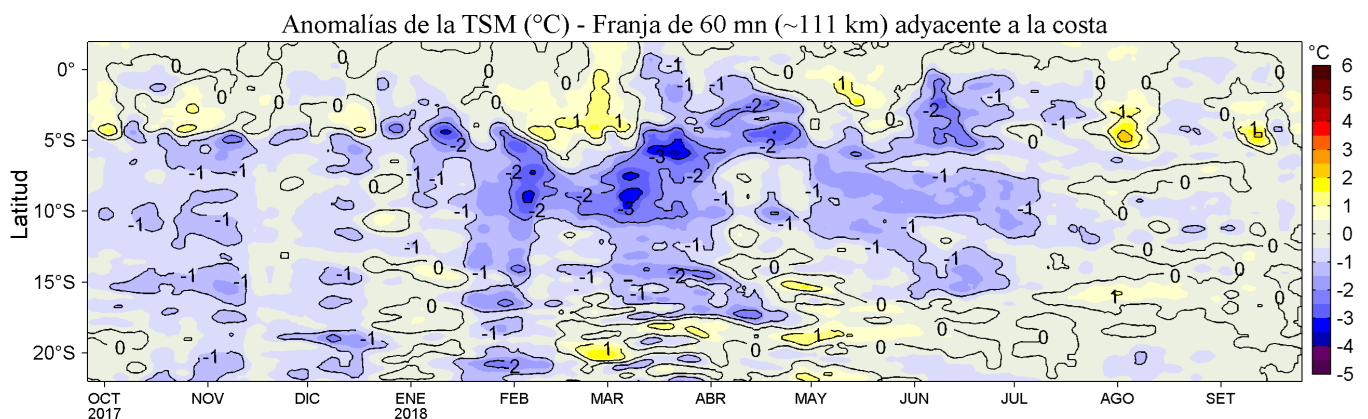 Anomalías de la TSM (°C) - Franja de 60 mn (~111 km) adyacente a la costa
°C
6
5
4
3
2
1
0
-1
-2
-3
-4
-5
Latitud
0°
5°S
10°S
15°S
20°S
OCT NOV DIC ENE FEB MAR ABR MAY JUN JUL AGO SET
2017 2018